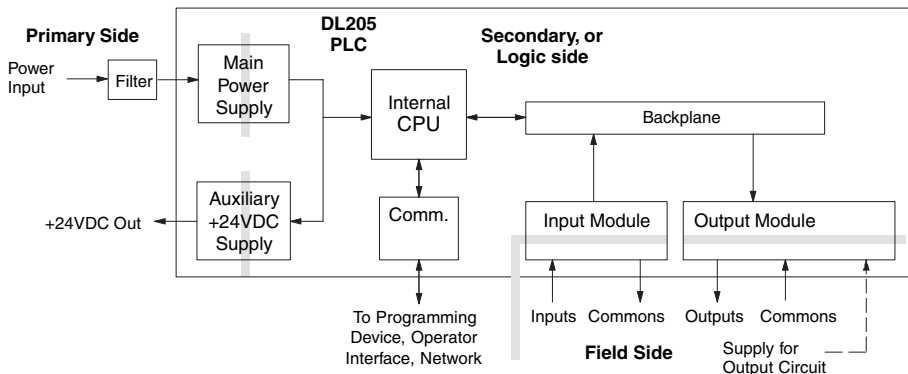 Primary Side
Power
Input
Filter
Main
Power
Supply
DL205
PLC
Secondary, or
Logic side
Internal
CPU
Backplane
+24VDC Out
Auxiliary
+24VDC
Supply
Comm.
Input Module
Output Module
To Programming
Device, Operator
Interface, Network
Inputs
Commons
Outputs
Commons
Field Side
Supply for
Output Circuit